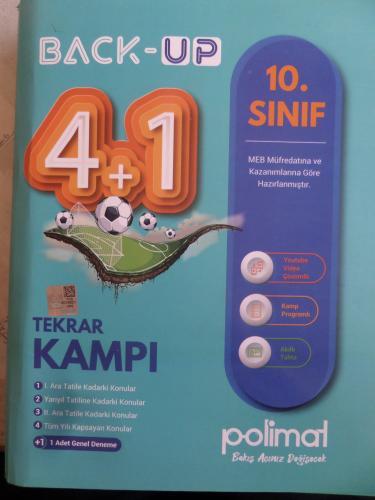 BACK-UP
4+1
10.
SINIF
MEB Müfredatına ve
Kazanımlarına Göre
Hazırlanmıştır.
Youtube
Video
Çözümlü
Kamp
Programlı
Akıllı
Tahta
TEKRAR
KAMPI
1 I. Ara Tatile Kadarki Konular
2 Yarıyıl Tatiline Kadarki Konular
3 II. Ara Tatile Kadarki Konular
4 Tüm Yılı Kapsayan Konular
+1 1 Adet Genel Deneme
polimat
Bakış Açınız Değişecek